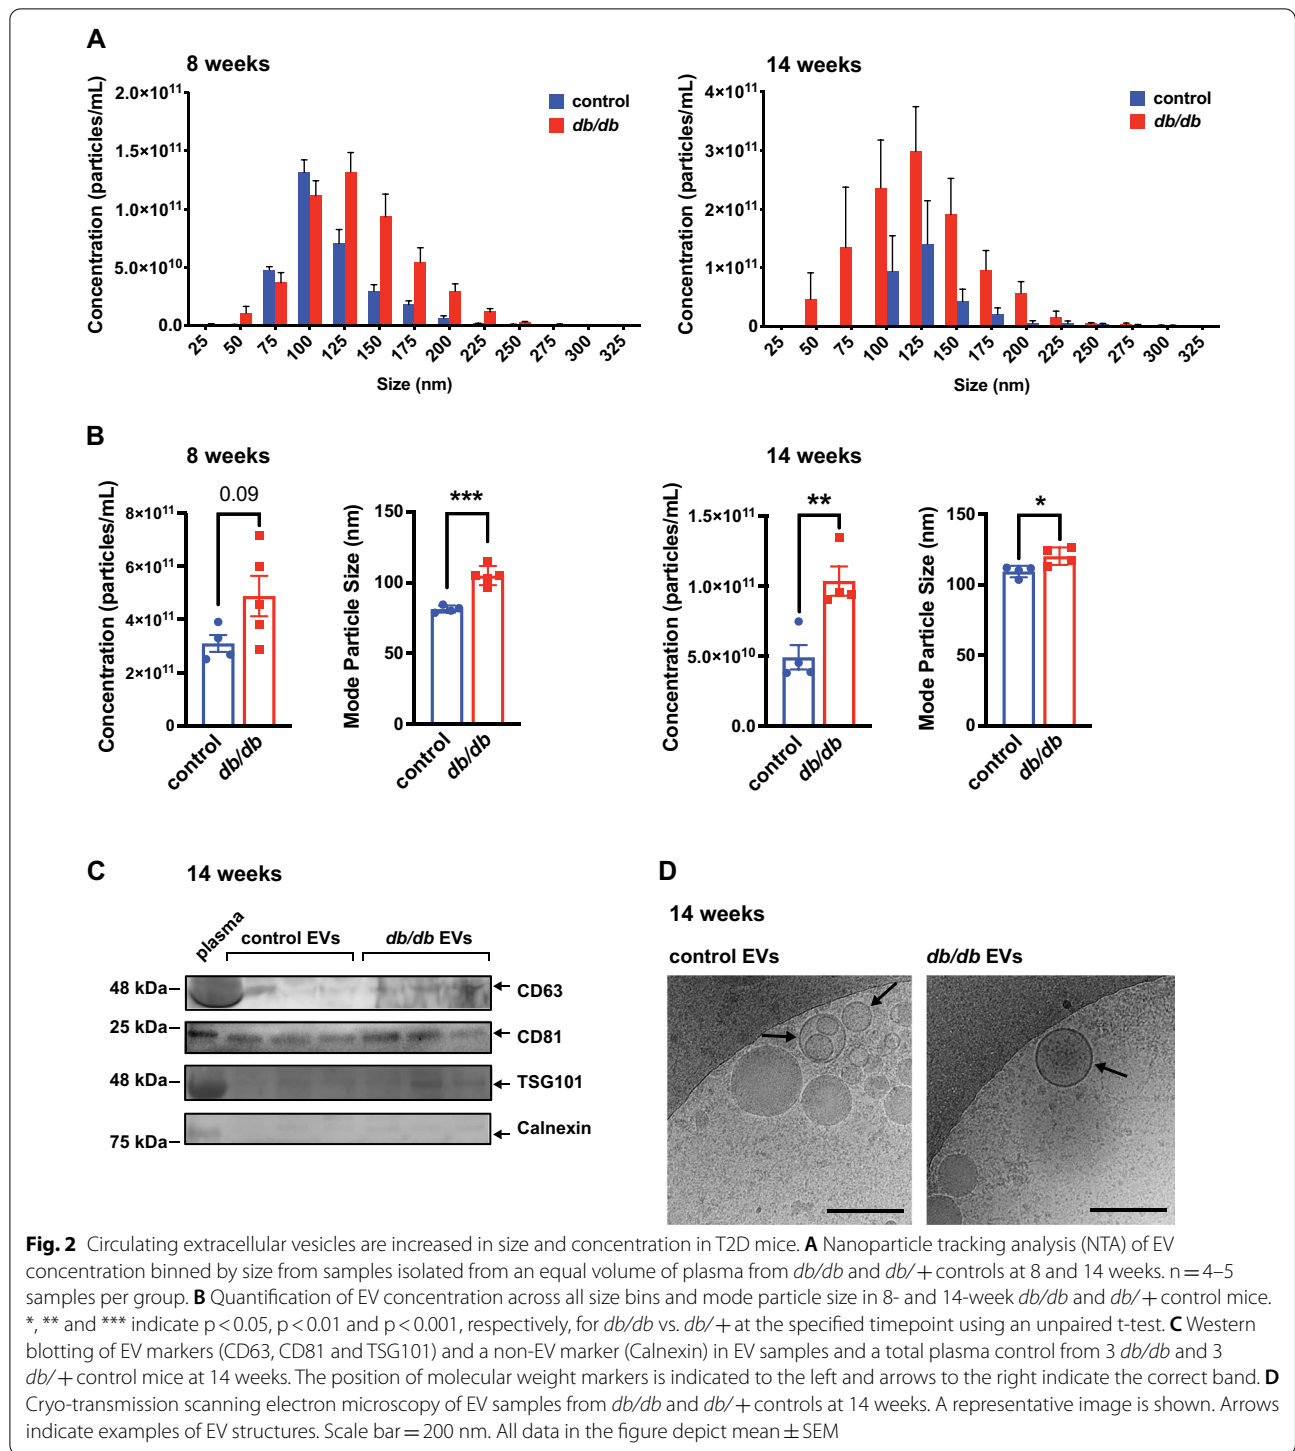 A
8 weeks
Concentration (particles/mL)
2.0×10¹¹
1.5×10¹¹
1.0×10¹¹
5.0×10¹⁰
0.0
control
db/db
25 50 75 100 125 150 175 200 225 250 275 300 325
Size (nm)
14 weeks
Concentration (particles/mL)
4×10¹¹
3×10¹¹
2×10¹¹
1×10¹¹
0
control
db/db
25 50 75 100 125 150 175 200 225 250 275 300 325
Size (nm)
B
8 weeks
Concentration (particles/mL)
8×10¹¹
6×10¹¹
4×10¹¹
2×10¹¹
0
0.09
control db/db
Mode Particle Size (nm)
150
100
50
0
***
control db/db
14 weeks
Concentration (particles/mL)
1.5×10¹¹
1.0×10¹¹
5.0×10¹⁰
0.0
**
control db/db
Mode Particle Size (nm)
150
100
50
0
*
control db/db
C
14 weeks
plasma control EVs db/db EVs
48 kDa CD63
25 kDa CD81
48 kDa TSG101
75 kDa Calnexin
D
14 weeks
control EVs
db/db EVs
Fig. 2 Circulating extracellular vesicles are increased in size and concentration in T2D mice. A Nanoparticle tracking analysis (NTA) of EV
concentration binned by size from samples isolated from an equal volume of plasma from db/db and db/+ controls at 8 and 14 weeks. n = 4–5
samples per group. B Quantification of EV concentration across all size bins and mode particle size in 8- and 14-week db/db and db/+ control mice.
*, ** and *** indicate p < 0.05, p < 0.01 and p < 0.001, respectively, for db/db vs. db/+ at the specified timepoint using an unpaired t-test. C Western
blotting of EV markers (CD63, CD81 and TSG101) and a non-EV marker (Calnexin) in EV samples and a total plasma control from 3 db/db and 3
db/+ control mice at 14 weeks. The position of molecular weight markers is indicated to the left and arrows to the right indicate the correct band. D
Cryo-transmission scanning electron microscopy of EV samples from db/db and db/+ controls at 14 weeks. A representative image is shown. Arrows
indicate examples of EV structures. Scale bar = 200 nm. All data in the figure depict mean ± SEM